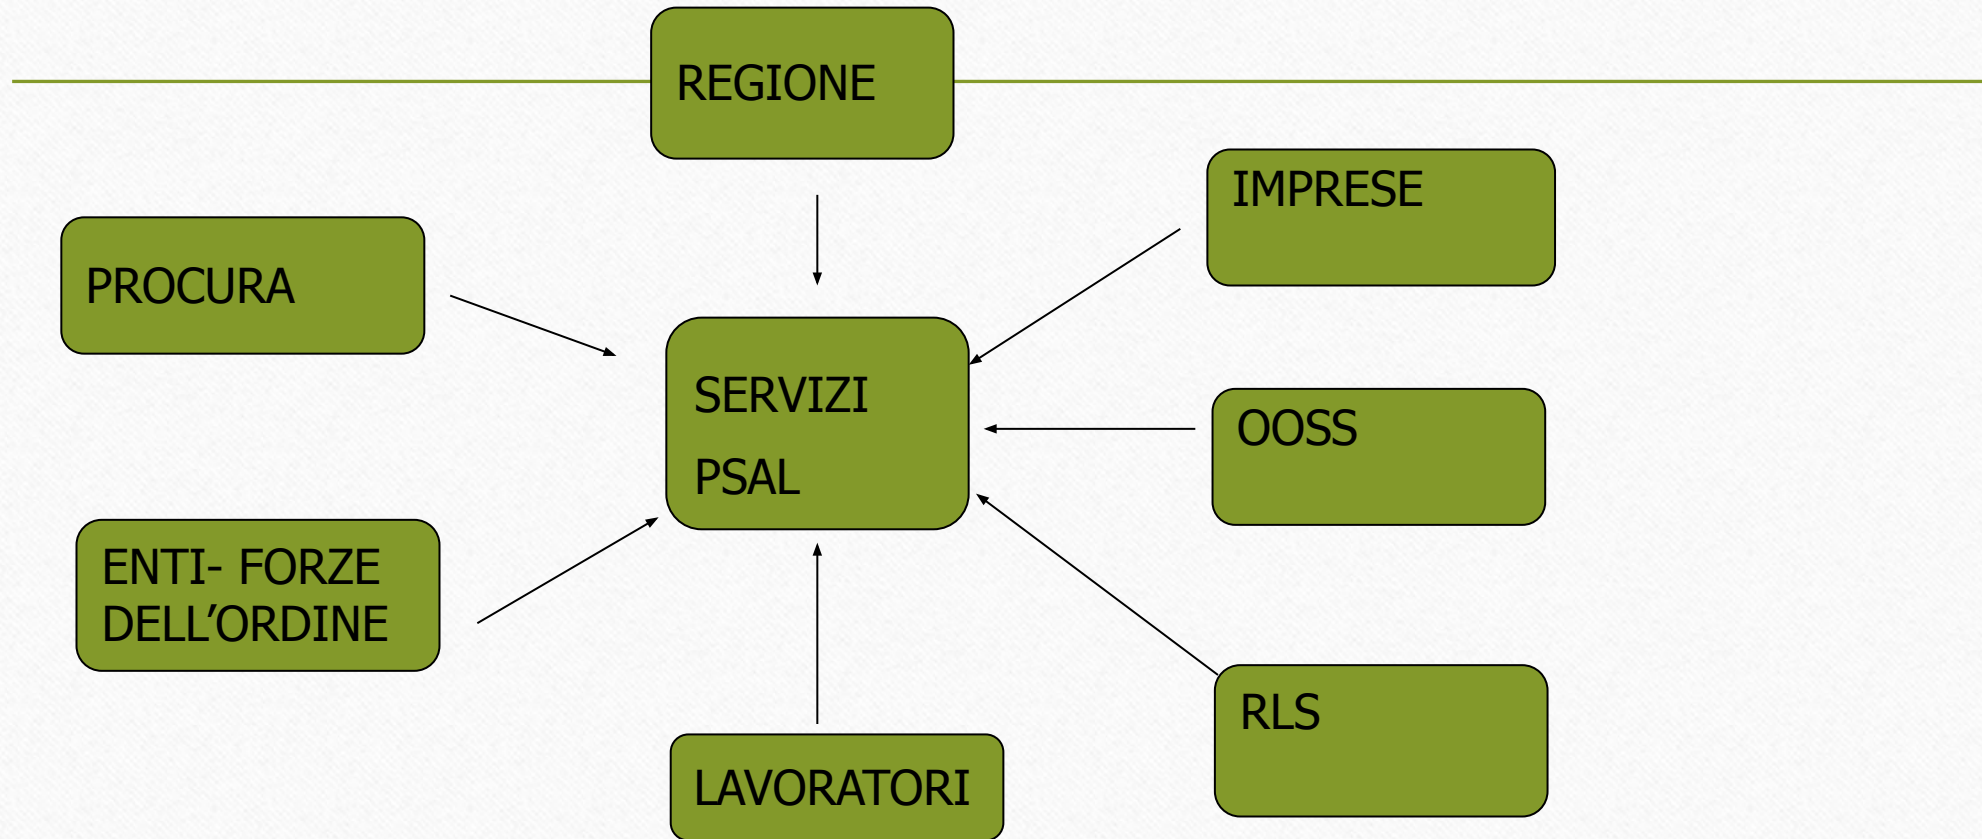 REGIONE
IMPRESE
PROCURA
SERVIZI
PSAL
OOSS
ENTI- FORZE
DELL’ORDINE
RLS
LAVORATORI